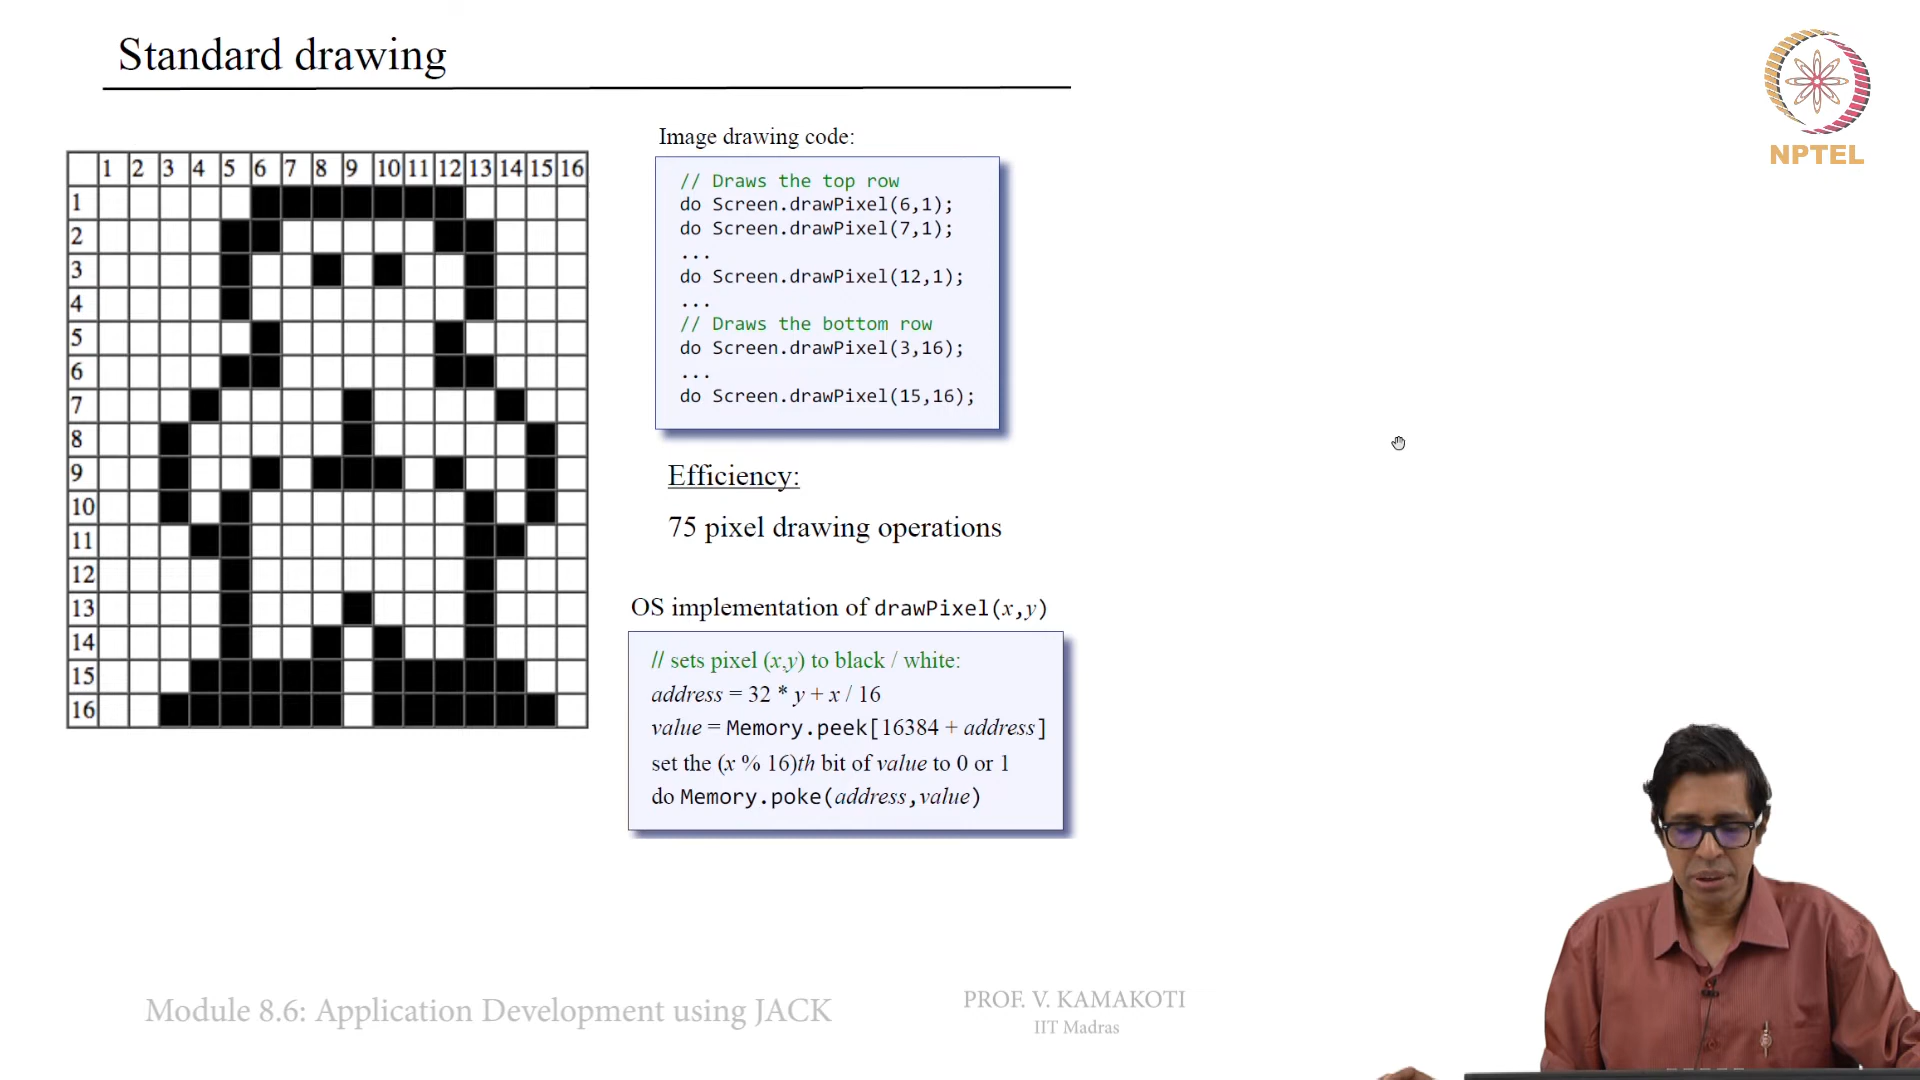 Standard drawing
NPTEL
1 2 3 4 5 6 7 8 9 10 11 12 13 14 15 16
1
2
3
4
5
6
7
8
9
10
11
12
13
14
15
16
Image drawing code:
// Draws the top row
do Screen.drawPixel(6,1);
do Screen.drawPixel(7,1);
...
do Screen.drawPixel(12,1);
...
// Draws the bottom row
do Screen.drawPixel(3,16);
...
do Screen.drawPixel(15,16);
Efficiency:
75 pixel drawing operations
OS implementation of drawPixel(x,y)
// sets pixel (x,y) to black / white:
address = 32 * y + x / 16
value = Memory.peek[16384 + address]
set the (x % 16)th bit of value to 0 or 1
do Memory.poke(address,value)
Module 8.6: Application Development using JACK
PROF. V. KAMAKOTI
IIT Madras